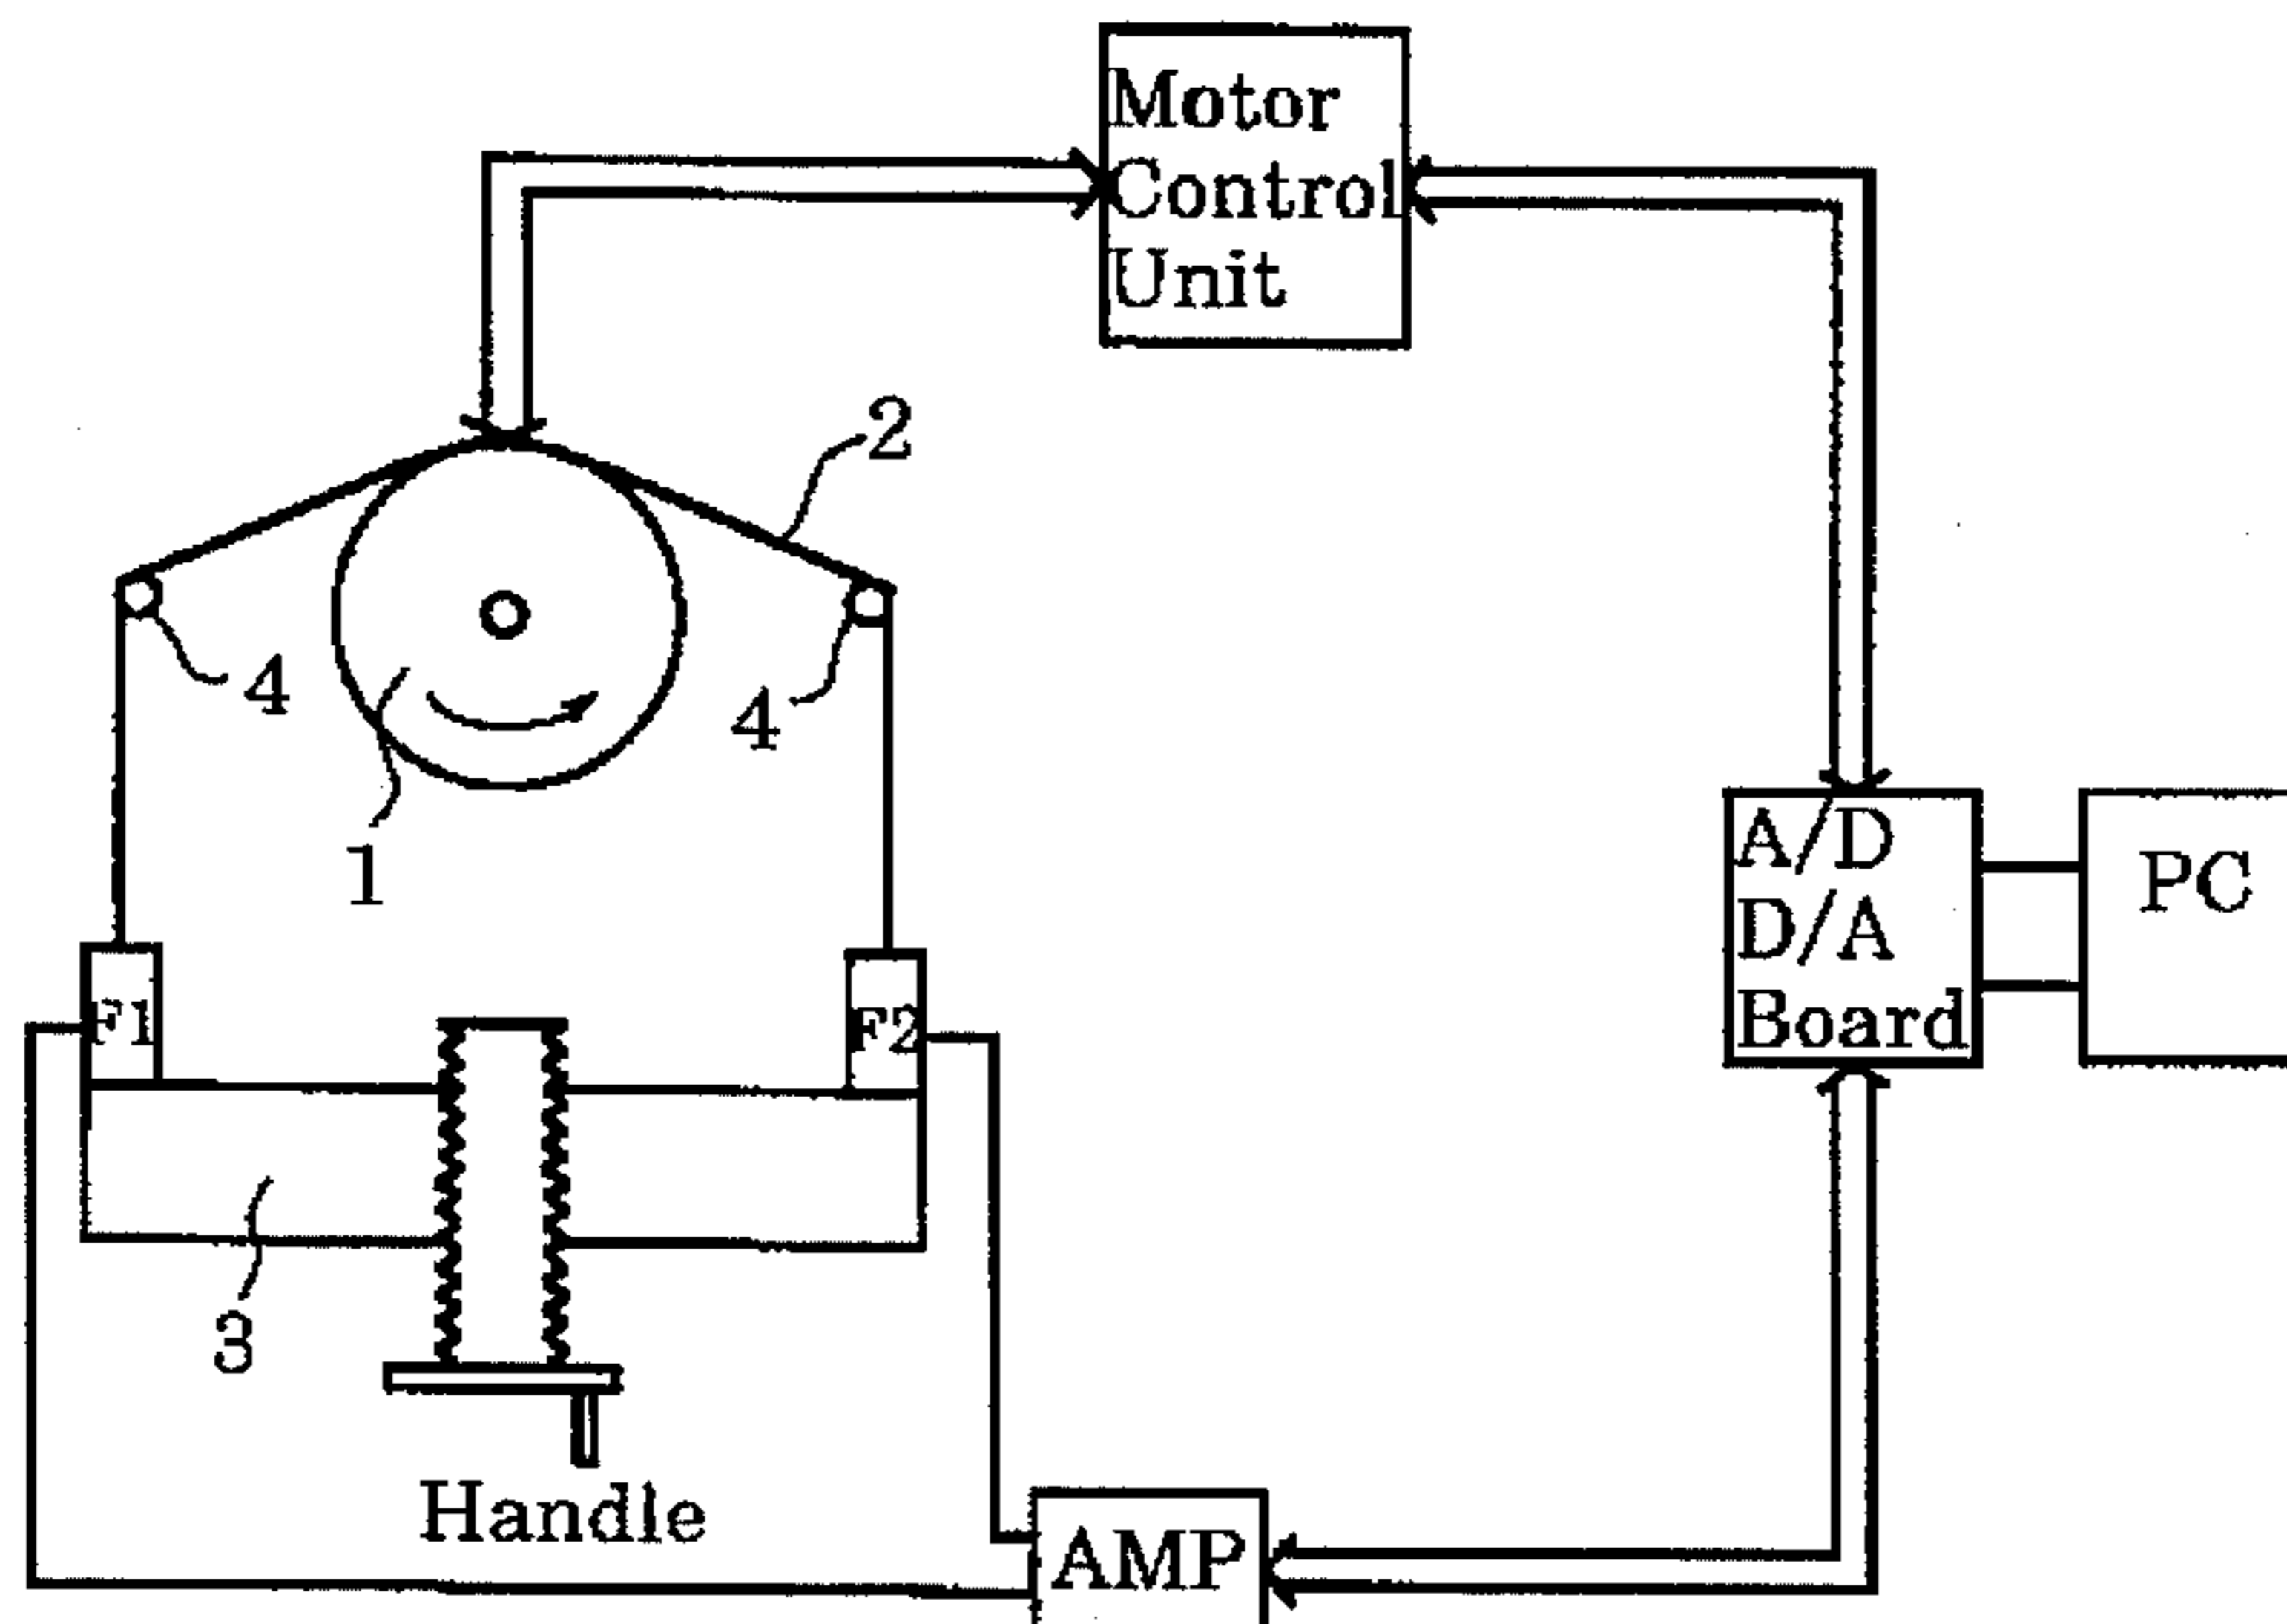 Motor
Control
Unit
2
4
4
1
A/D
D/A
Board
PC
F1
F2
3
Handle
AMP